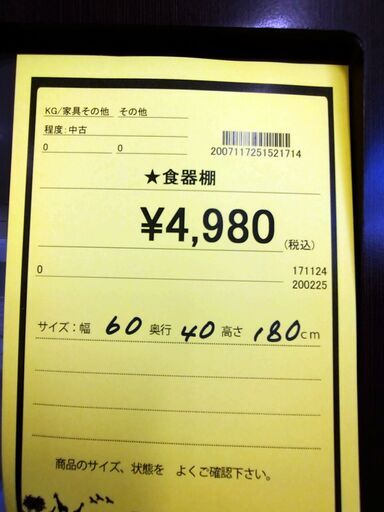 KG/家具その他 その他
程度:中古
0 0
2007117251521714
★食器棚
¥4,980 (税込)
0 171124
200225
サイズ:幅 60 奥行 40 高さ 180 cm
商品のサイズ、状態を よくご確認下さい。